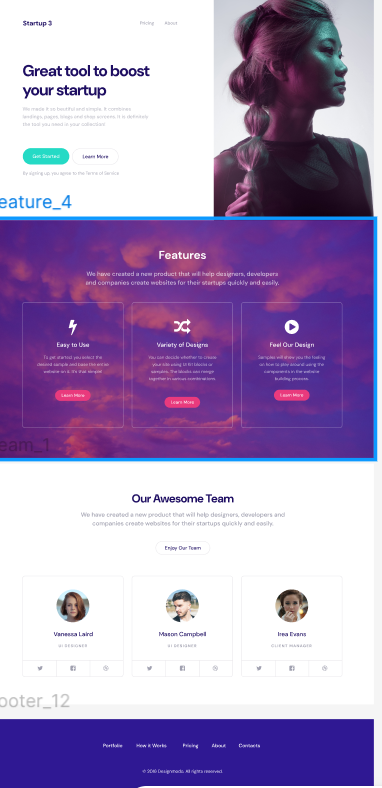 Startup 3
Pricing About
Great tool to boost
your startup
We made it so beutiful and simple. It combines
landings, pages, blogs and shop screens. It is definitely
the tool you need in your collection!
Get Started Learn More
By signing up, you agree to the Terms of Service
eature_4
Features
We have created a new product that will help designers, developers
and companies create websites for their startups quickly and easily.
Easy to Use
To get started you select the
desired sample and base the entire
website on it. It's that simple
Learn More
Variety of Designs
You can decide whether to create
your site using UI Kit blocks or
samples. The blocks can merge
together in various combinations.
Learn More
Feel Our Design
Samples will show you the feeling
on how to play around using the
components in the website
building process.
Learn More
eam_1
Our Awesome Team
We have created a new product that will help designers, developers and
companies create websites for their startups quickly and easily.
Enjoy Our Team
Vanessa Laird
UI DESIGNER
Mason Campbell
UI DESIGNER
Irea Evans
CLIENT MANAGER
ooter_12
Portfolio How it Works Pricing About Contacts
© 2018 Designmodo. All rights reserved.